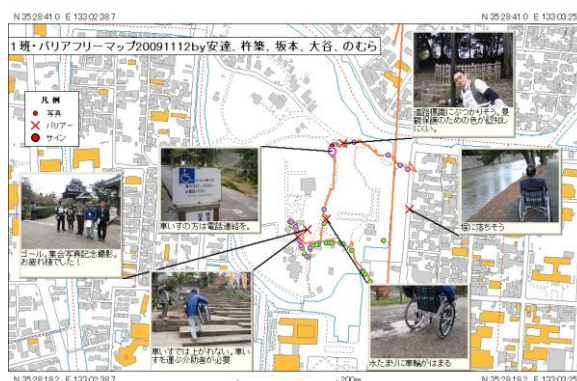 N 35:28:41.0 E 133:02:38.7
N 35:28:41.0 E 133:03:25
1班・バリアフリーマップ20091112by安達、杵築、坂本、大谷、のむら
凡例
写真
バリアー
サイン
道路標識にぶつかりそう。景
観保護のための色が
にくい。
車いすの方は電話連絡を。
堀に落ちそう
ゴール。集合写真記念撮影。
お疲れ様でした！
車いすでは上がれない。車い
すを運ぶ介助者が必要
水たまりに車輪がはまる
N 35:28:18.2 E 133:02:38.7
200m
N 35:28:18.2 E 133:03:25